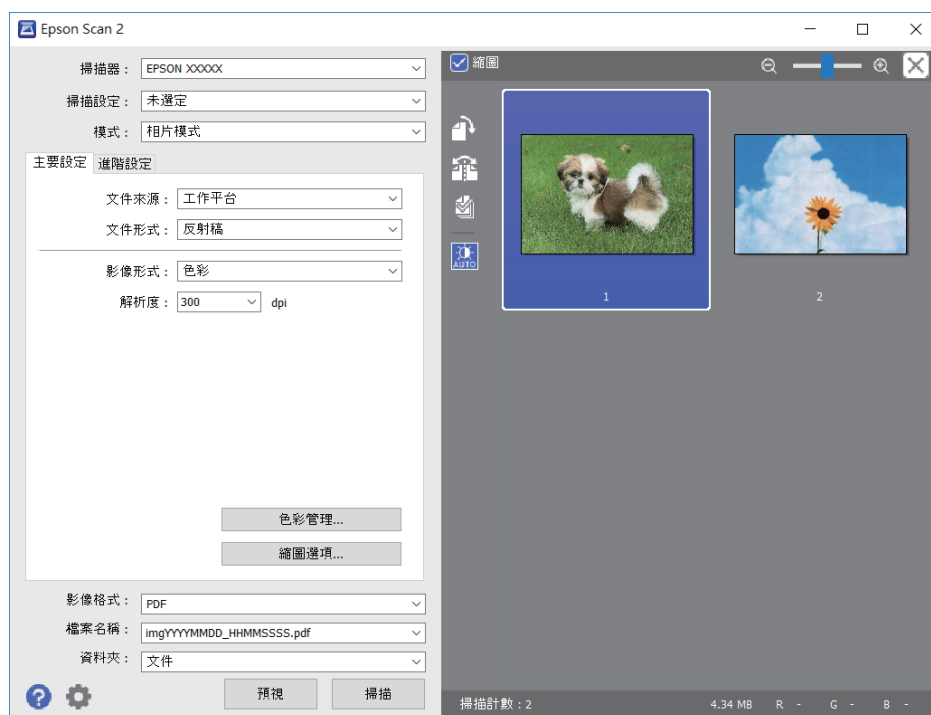 Epson Scan 2
掃描器：
EPSON XXXXX
掃描設定：
未選定
模式：
相片模式
主要設定
進階設定
文件來源：
工作平台
文件形式：
反射稿
影像形式：
色彩
解析度：
300
dpi
色彩管理...
縮圖選項...
影像格式：
PDF
檔案名稱：
imgYYYYMMDD_HHMMSSSS.pdf
資料夾：
文件
預視
掃描
縮圖
AUTO
1
2
掃描計數：2
4.34 MB
R -
G -
B -